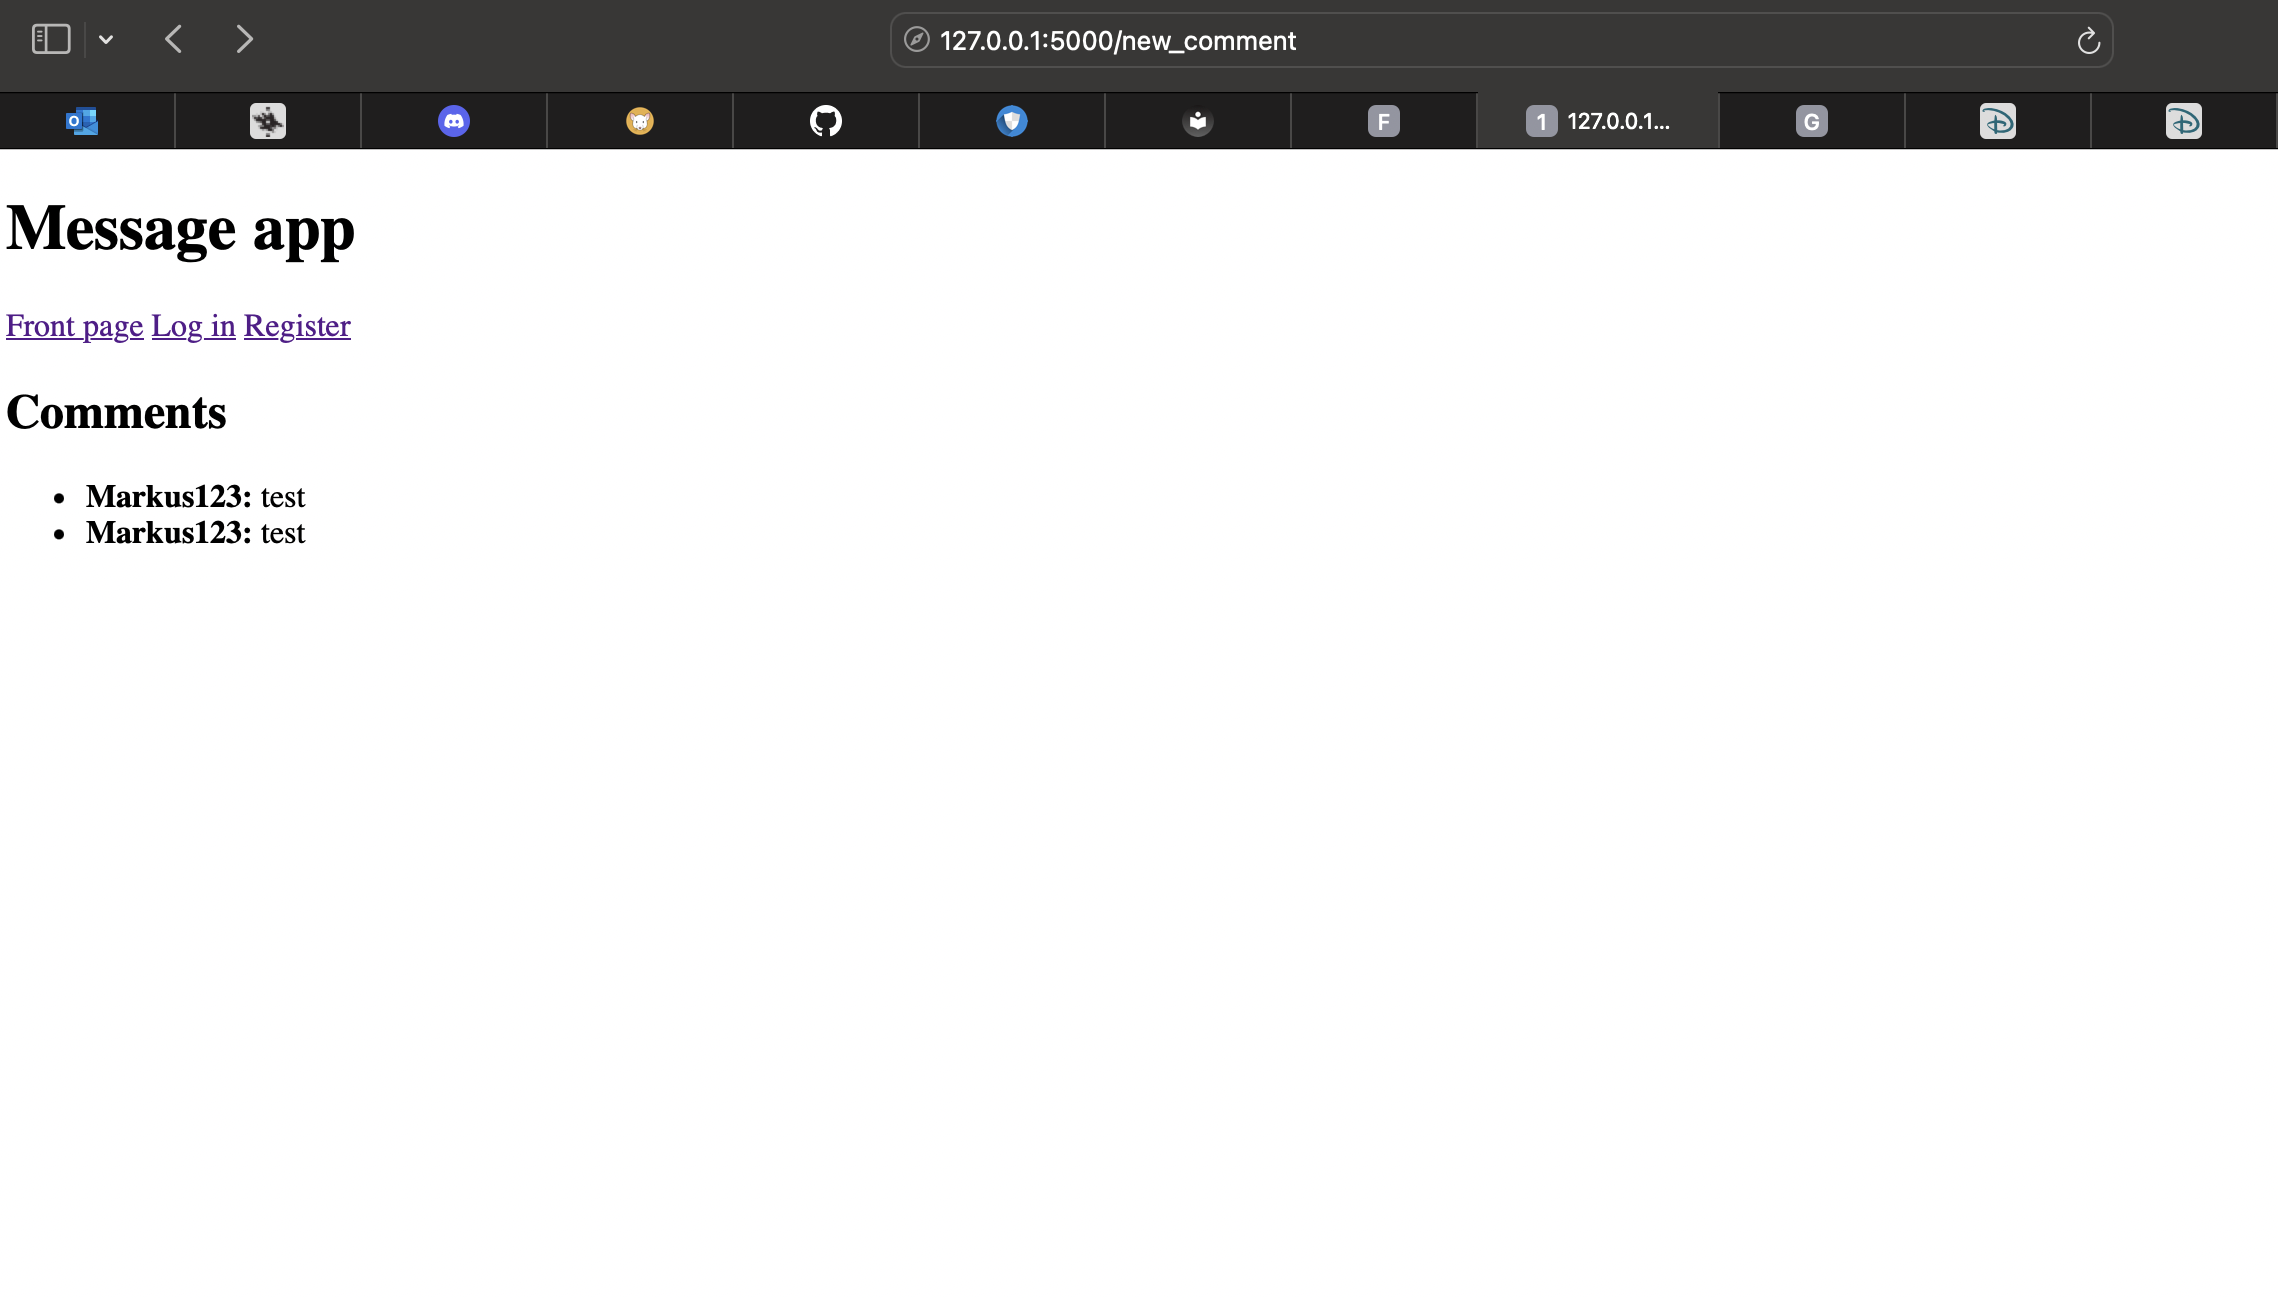 127.0.0.1:5000/new_comment
F
1 127.0.0.1...
G
Message app
Front page Log in Register
Comments
Markus123: test
Markus123: test